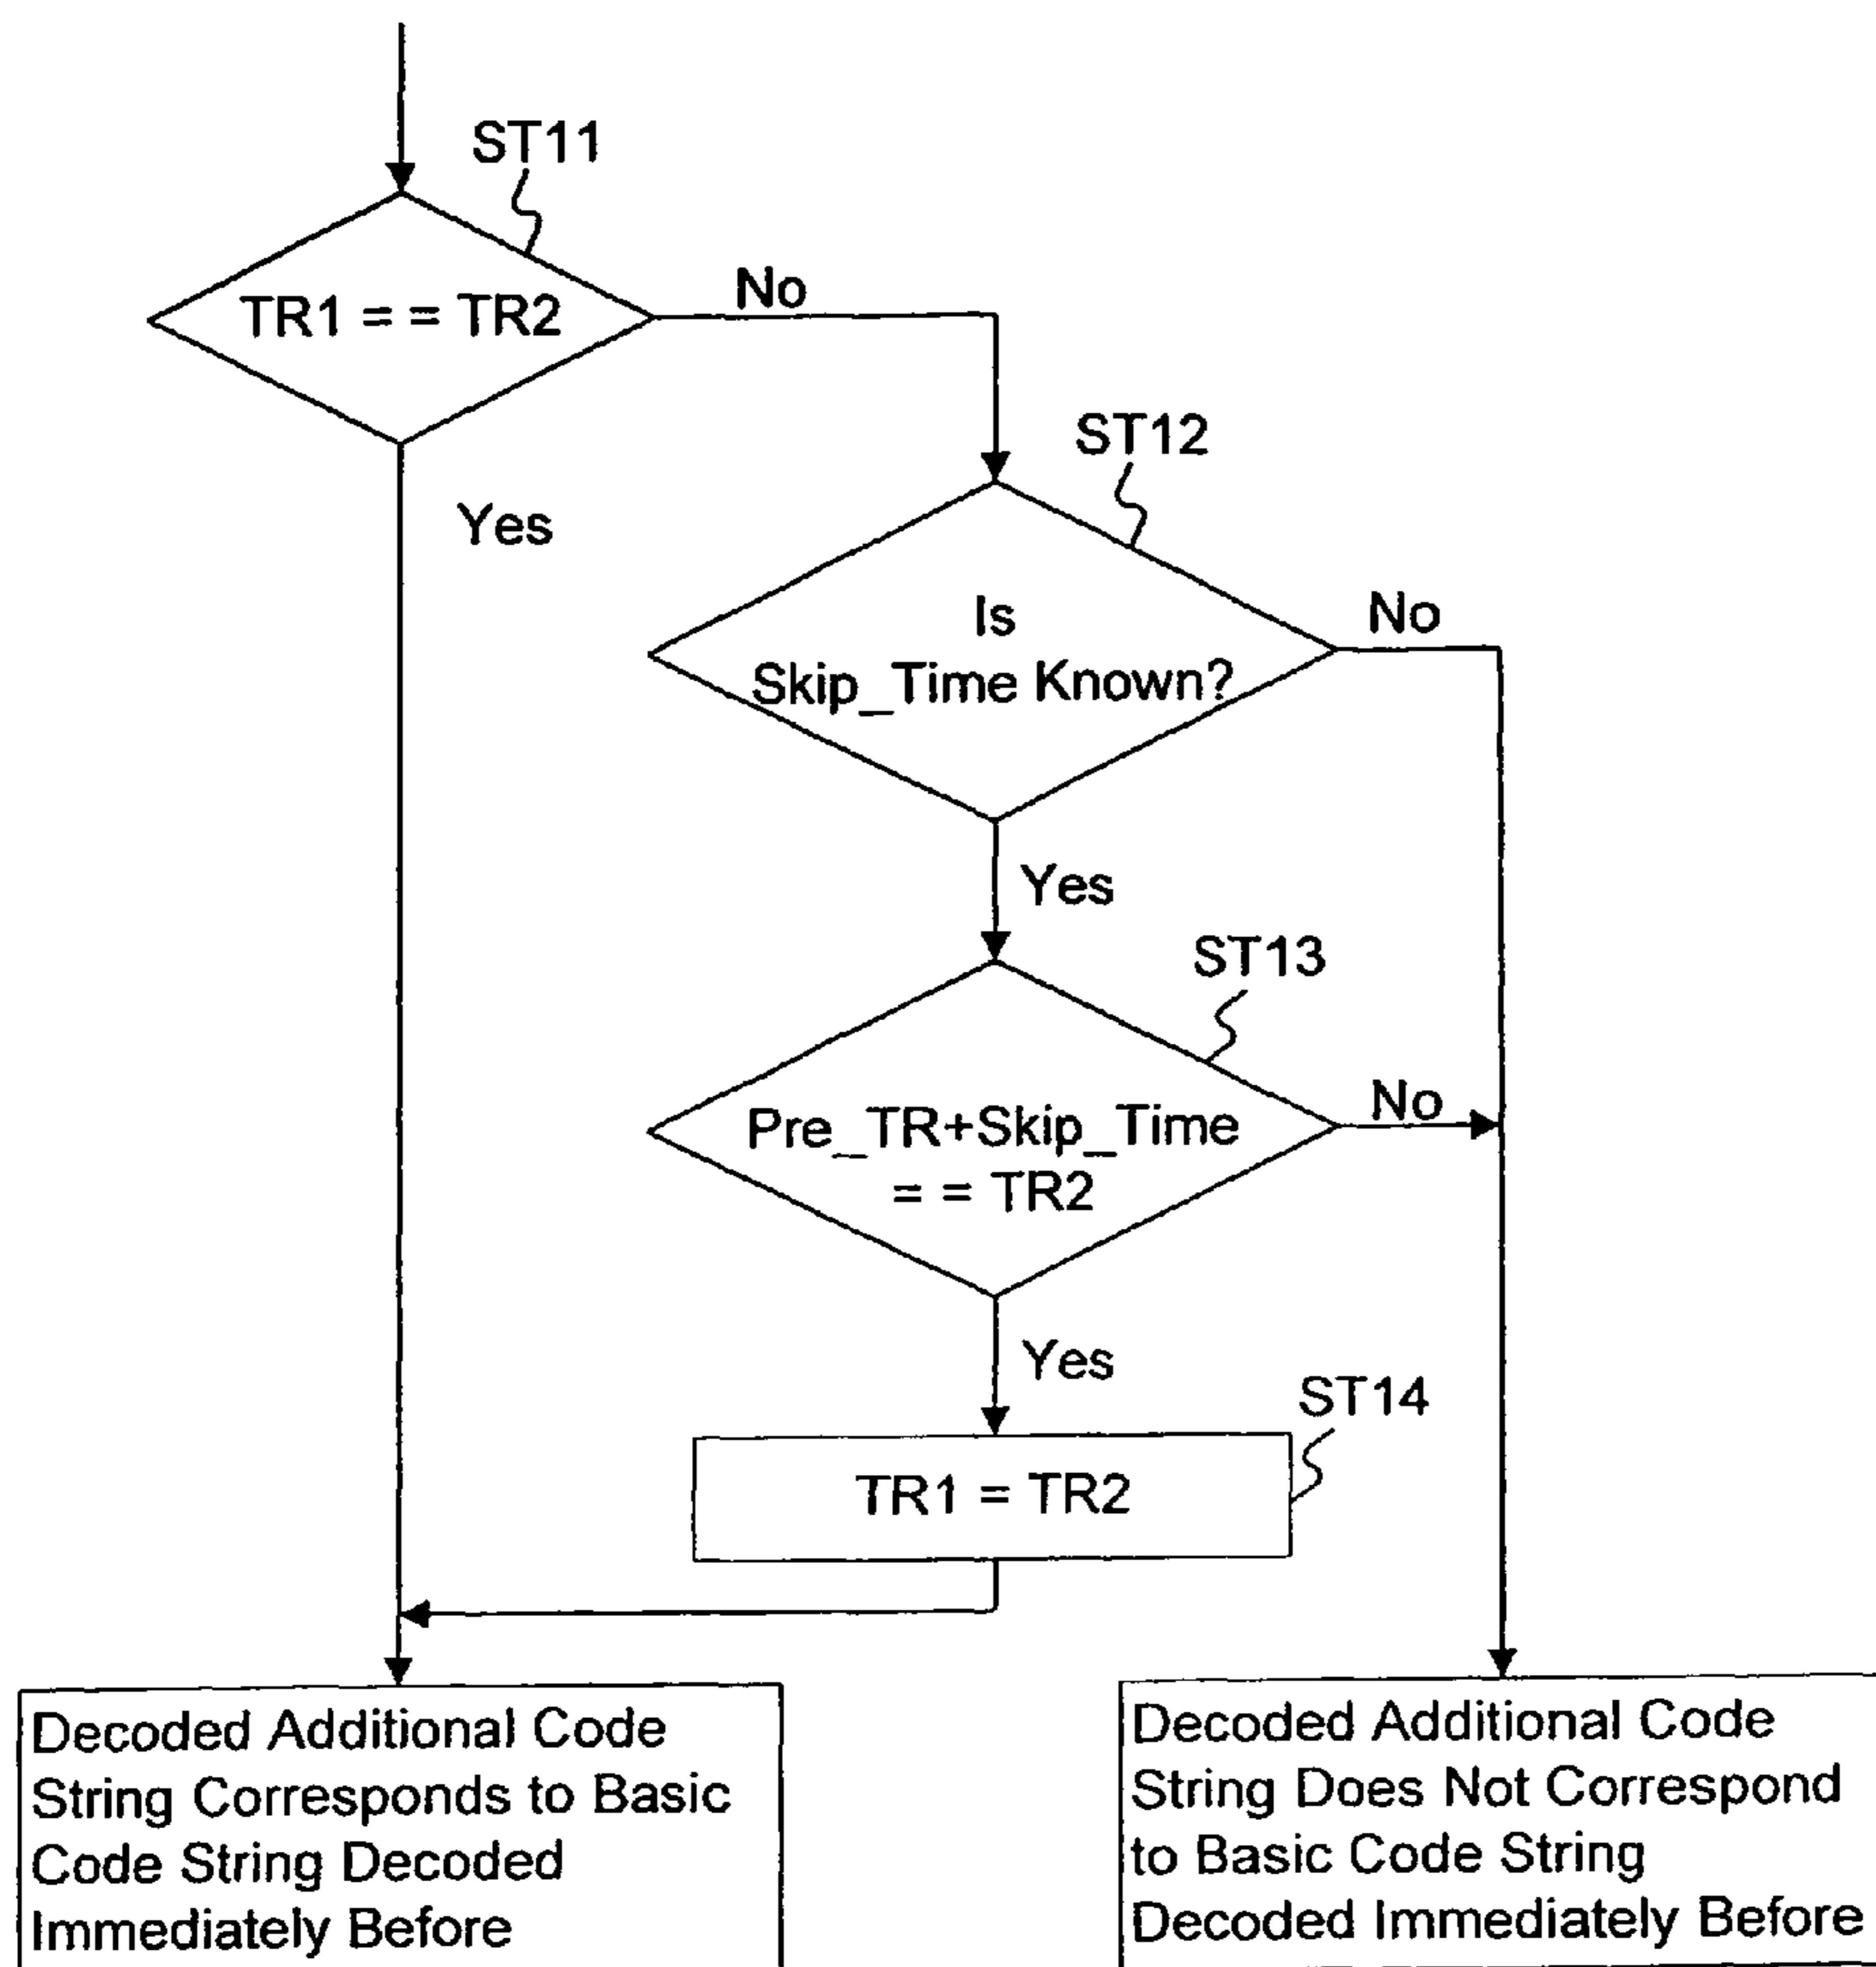 ST11
TR1 = = TR2
No
Yes
ST12
Is
Skip_Time Known?
No
Yes
ST13
Pre_TR+Skip_Time
= = TR2
No
Yes
ST14
TR1 = TR2
Decoded Additional Code
String Corresponds to Basic
Code String Decoded
Immediately Before
Decoded Additional Code
String Does Not Correspond
to Basic Code String
Decoded Immediately Before